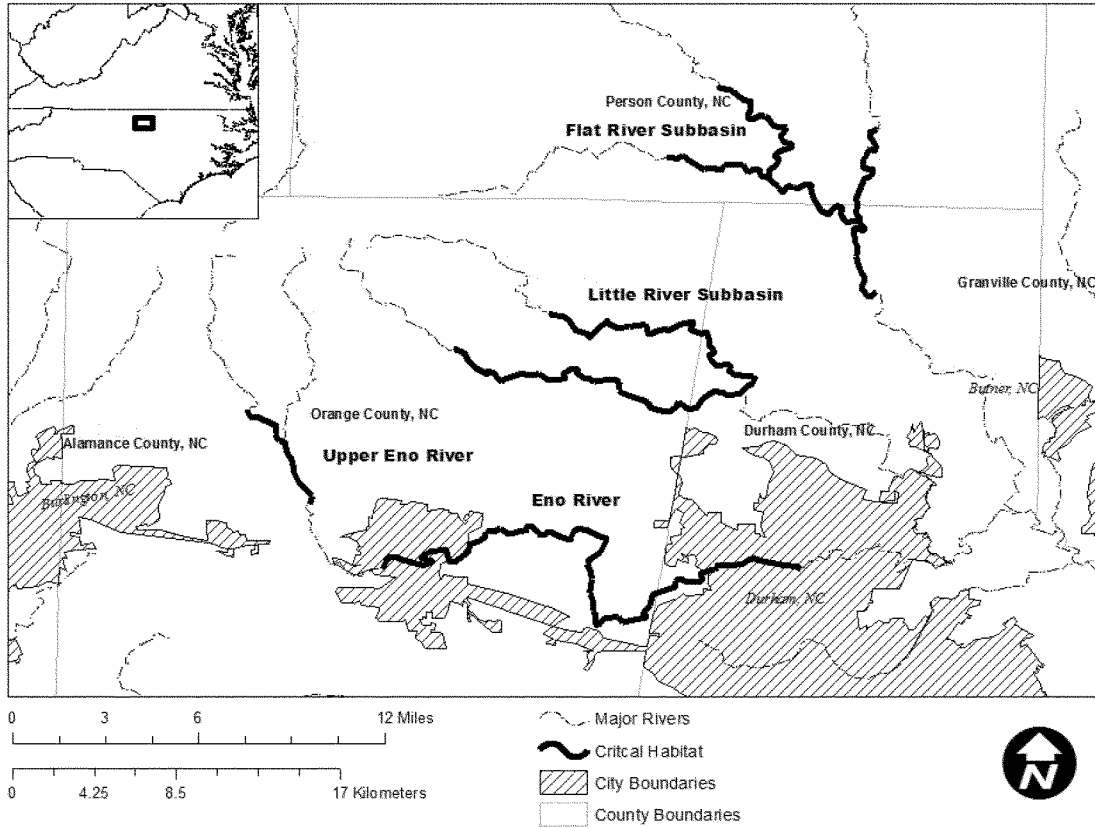 Person County, NC
Flat River Subbasin
Granville County, NC
Little River Subbasin
Butner, NC
Orange County, NC
Durham County, NC
Alamance County, NC
Upper Eno River
Burlington, NC
Eno River
Durham, NC
0 3 6 12 Miles
0 4.25 8.5 17 Kilometers
Major Rivers
Critcal Habitat
City Boundaries
County Boundaries
N